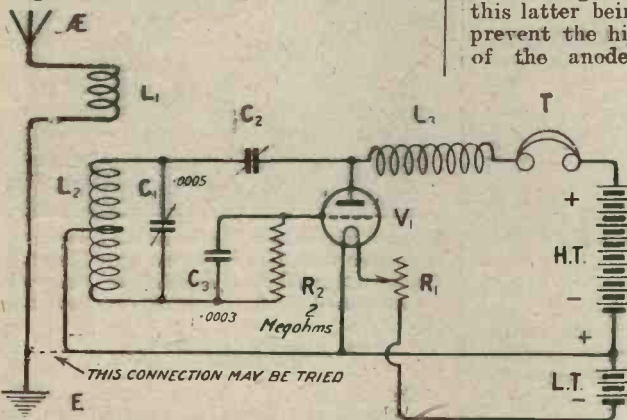 this latter bein
prevent the hi
of the anode
Æ
L₁
C₂
L₃
T
L₂
C₁
.0005
V₁
+
H.T.
C₃
R₂
R₁
−
.0003
2
Megohms
+
THIS CONNECTION MAY BE TRIED
L.T.
−
E